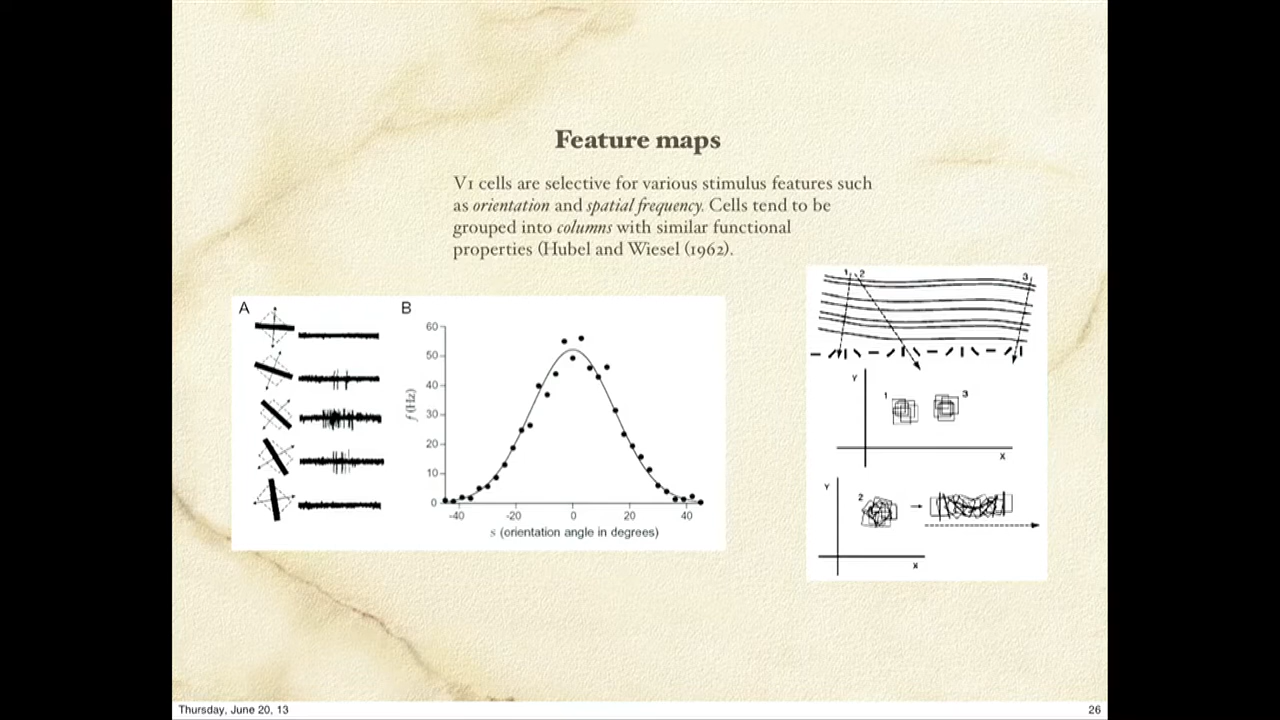 Feature maps
V1 cells are selective for various stimulus features such
as orientation and spatial frequency. Cells tend to be
grouped into columns with similar functional
properties (Hubel and Wiesel (1962).
A
B
60
50
40
30
20
10
0
f (Hz)
-40 -20 0 20 40
s (orientation angle in degrees)
1 2 3
Y
1 3
X
Y
2
X
Thursday, June 20, 13
26